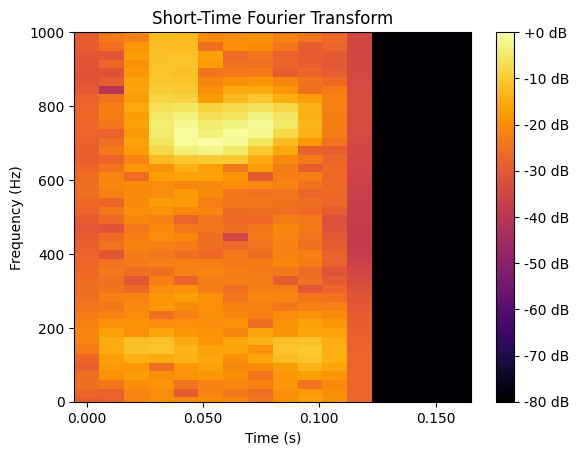 Short-Time Fourier Transform
1000
800
600
400
200
0
Frequency (Hz)
0.000
0.050
0.100
0.150
Time (s)
+0 dB
-10 dB
-20 dB
-30 dB
-40 dB
-50 dB
-60 dB
-70 dB
-80 dB